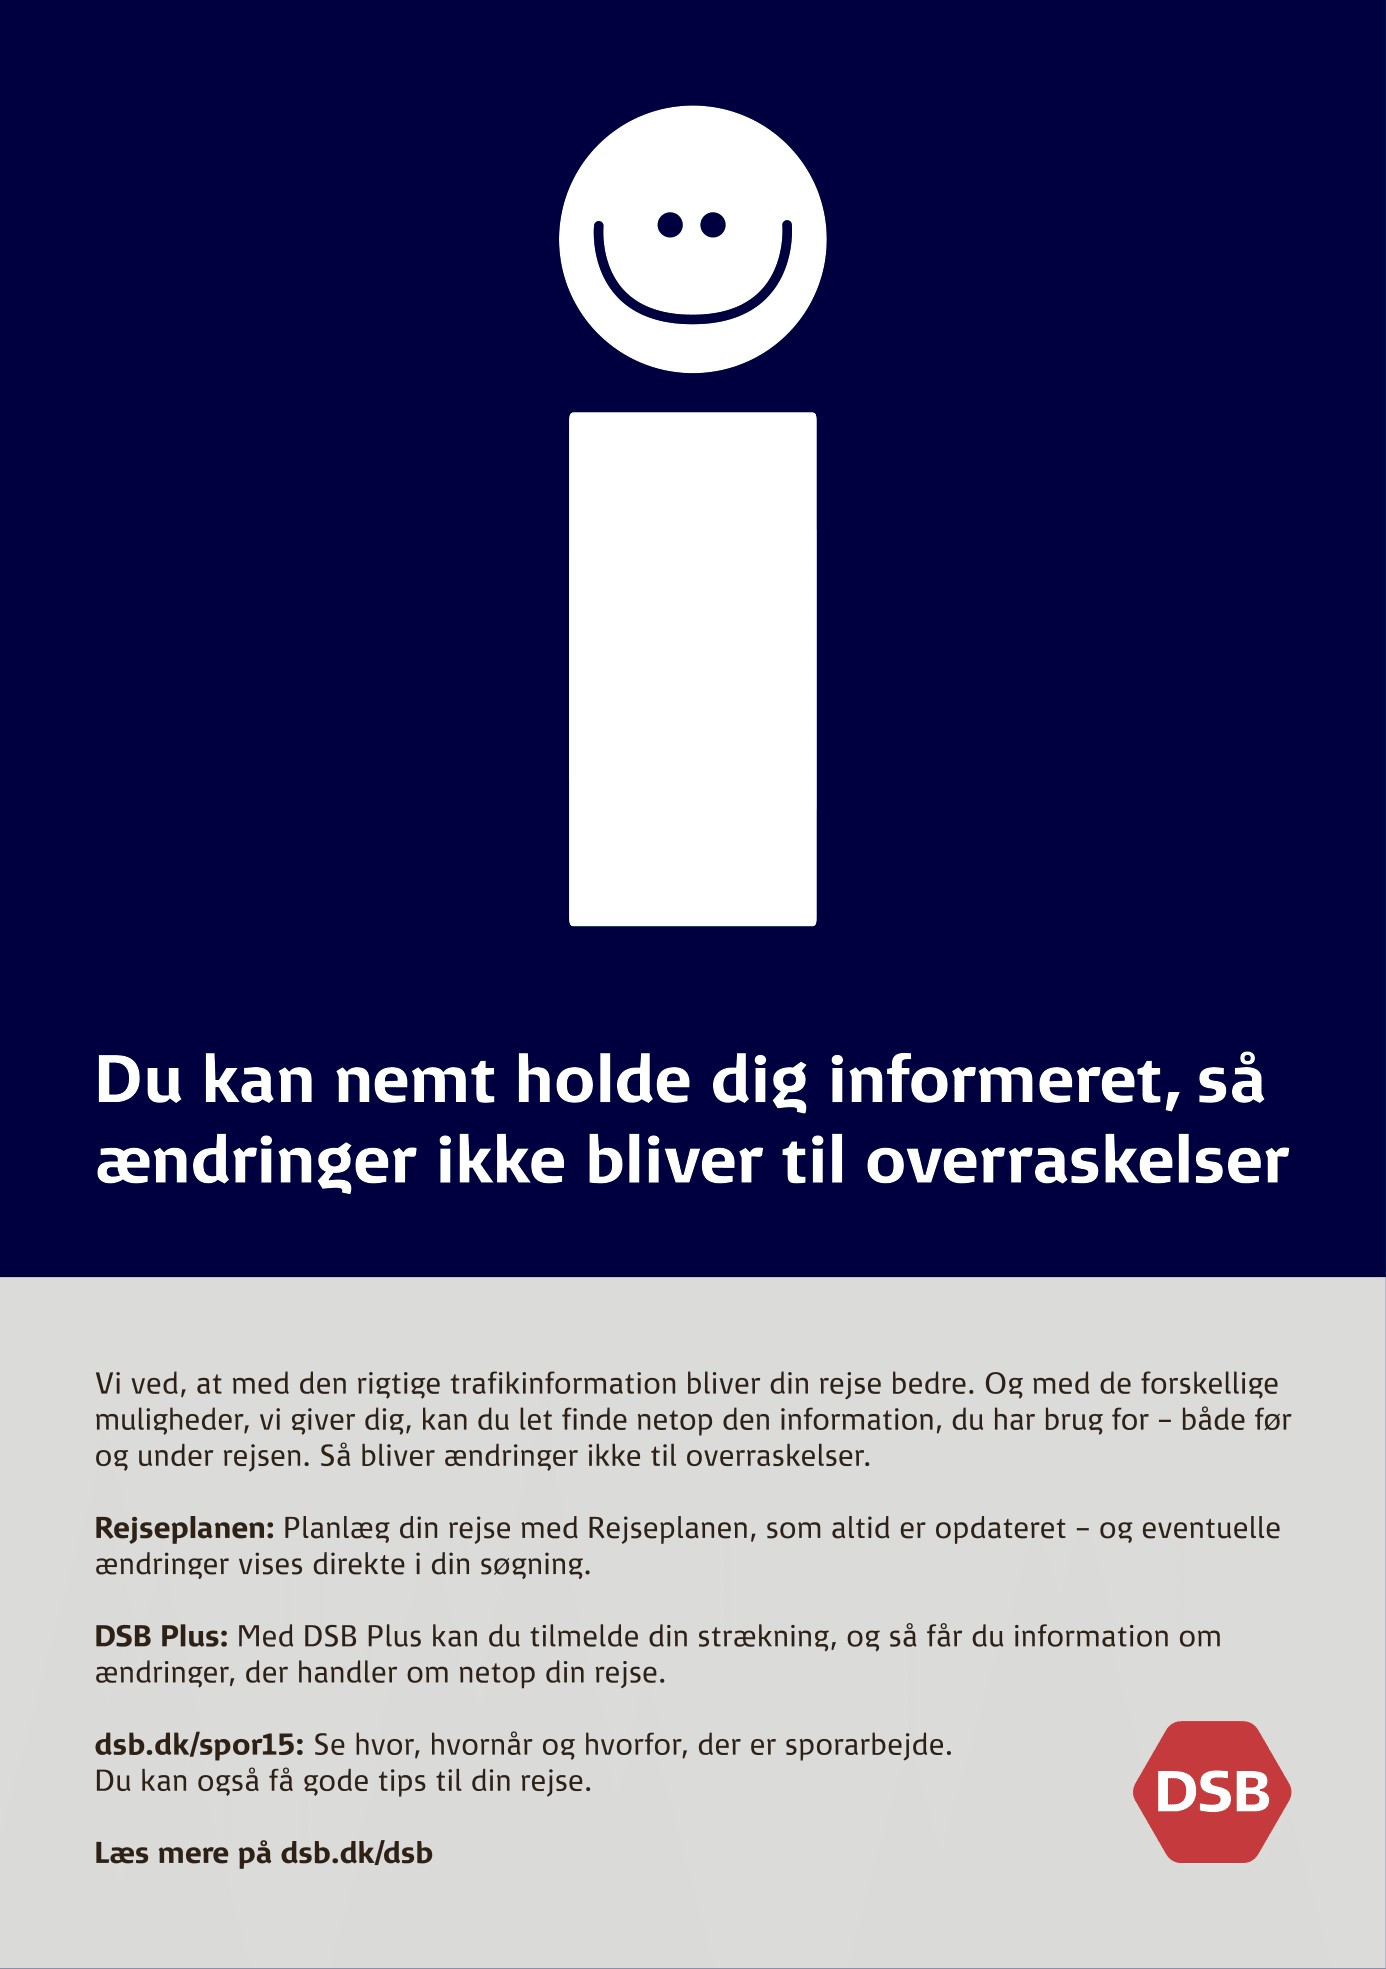 Du kan nemt holde dig informeret, så
ændringer ikke bliver til overraskelser
Vi ved, at med den rigtige trafikinformation bliver din rejse bedre. Og med de forskellige
muligheder, vi giver dig, kan du let finde netop den information, du har brug for – både før
og under rejsen. Så bliver ændringer ikke til overraskelser.
Rejseplanen: Planlæg din rejse med Rejseplanen, som altid er opdateret – og eventuelle
ændringer vises direkte i din søgning.
DSB Plus: Med DSB Plus kan du tilmelde din strækning, og så får du information om
ændringer, der handler om netop din rejse.
dsb.dk/spor15: Se hvor, hvornår og hvorfor, der er sporarbejde.
Du kan også få gode tips til din rejse.
DSB
Læs mere på dsb.dk/dsb